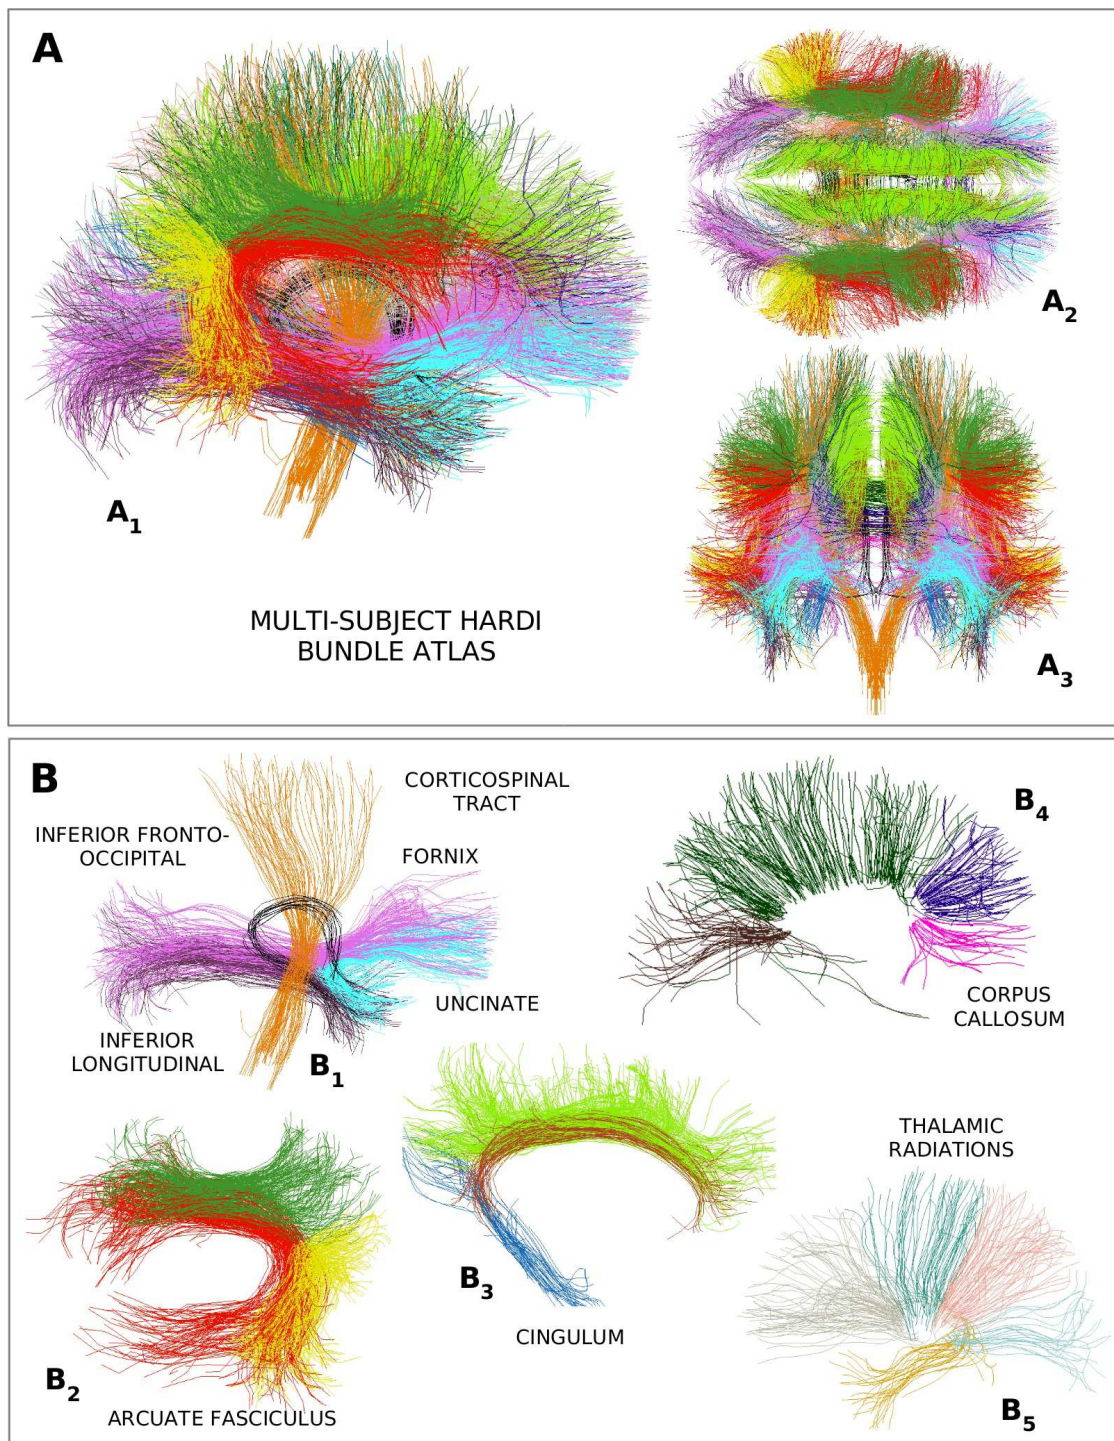 A
A1
A2
A3
MULTI-SUBJECT HARDI
BUNDLE ATLAS
B
CORTICOSPINAL
TRACT
INFERIOR FRONTO-
OCCIPITAL
FORNIX
UNCINATE
INFERIOR
LONGITUDINAL
B1
B4
CORPUS
CALLOSUM
B2
ARCUATE FASCICULUS
B3
CINGULUM
THALAMIC
RADIATIONS
B5